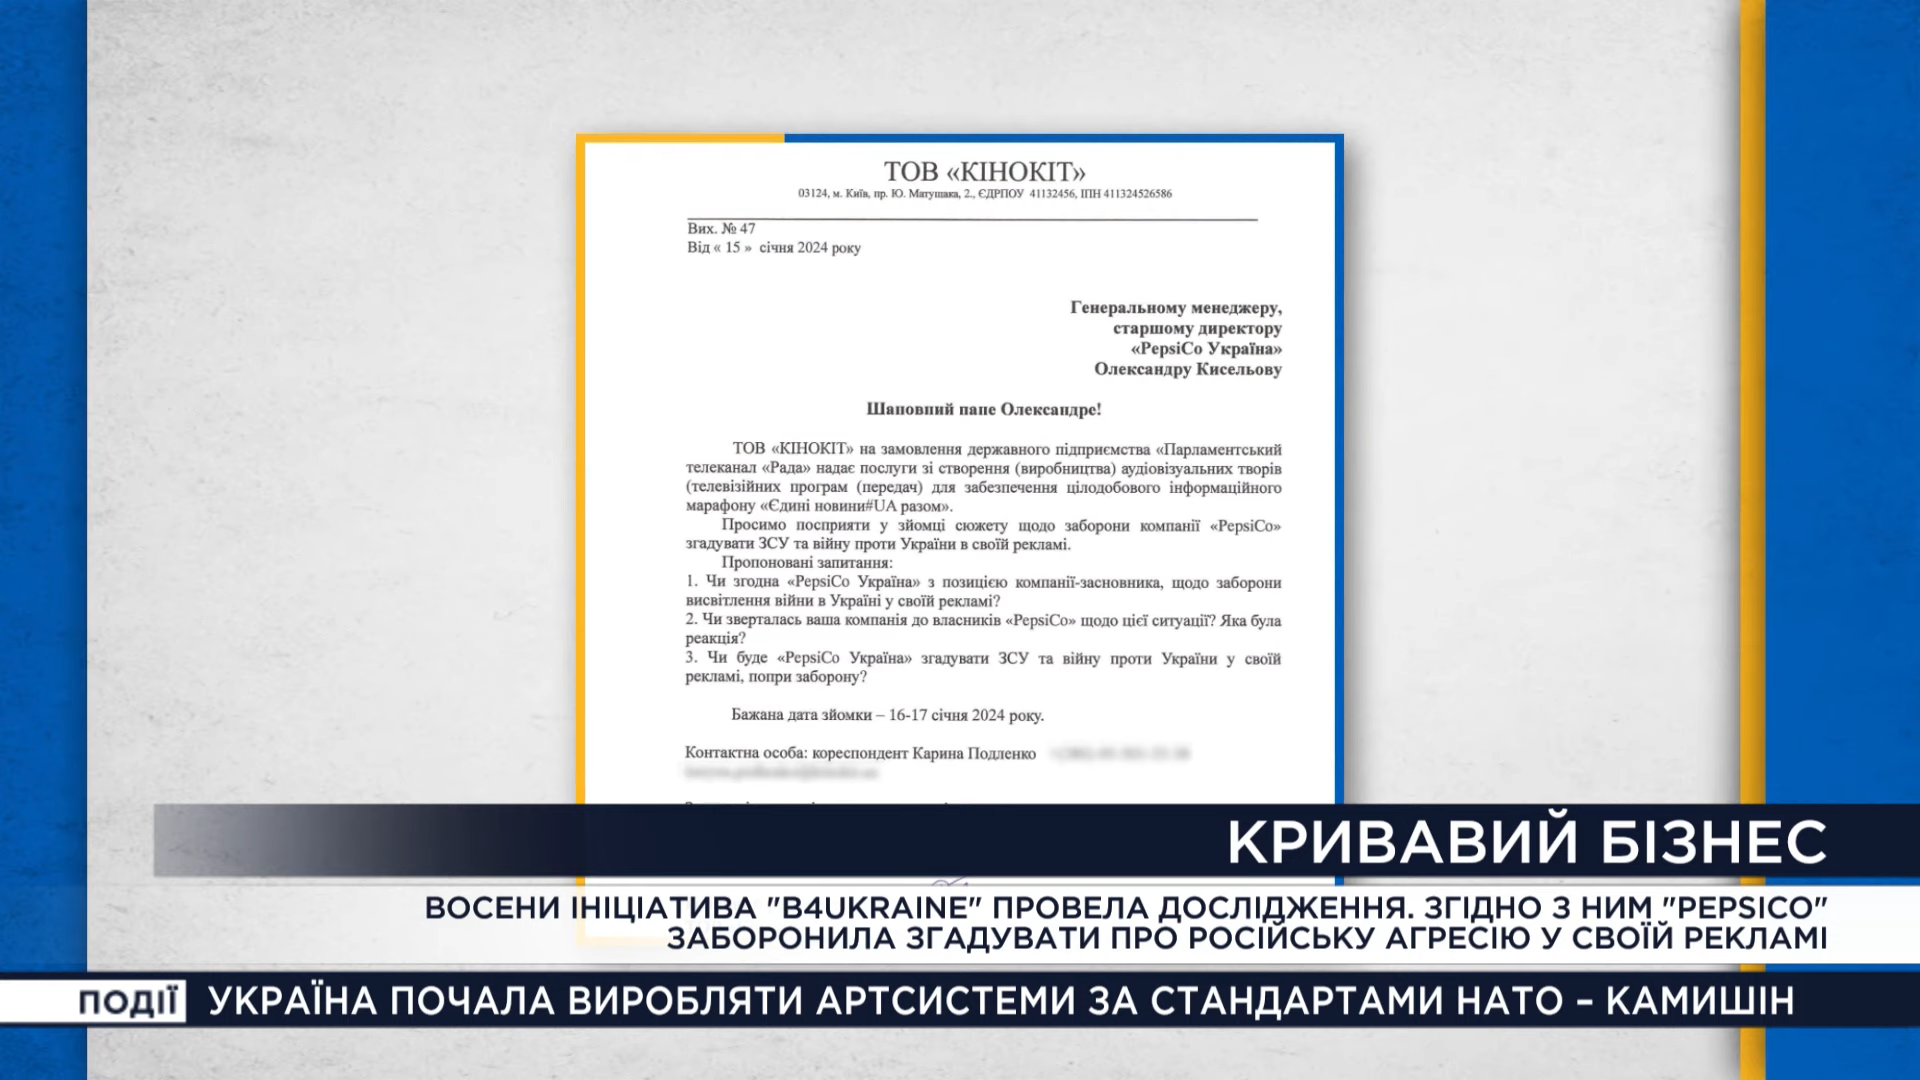 ТОВ «КІНОКІТ»
03124, м. Київ, пр. Ю. Матушака, 2., ЄДРПОУ 41132456, ІПН 411324526586
Вих. № 47
Від « 15 » січня 2024 року
Генеральному менеджеру,
старшому директору
«PepsiCo Україна»
Олександру Кисельову
Шановний пане Олександре!
ТОВ «КІНОКІТ» на замовлення державного підприємства «Парламентський
телеканал «Рада» надає послуги зі створення (виробництва) аудіовізуальних творів
(телевізійних програм (передач) для забезпечення цілодобового інформаційного
марафону «Єдині новини#UA разом».
Просимо посприяти у зйомці сюжету щодо заборони компанії «PepsiCo»
згадувати ЗСУ та війну проти України в своїй рекламі.
Пропоновані запитання:
1. Чи згодна «PepsiCo Україна» з позицією компанії-засновника, щодо заборони
висвітлення війни в Україні у своїй рекламі?
2. Чи зверталась ваша компанія до власників «PepsiCo» щодо цієї ситуації? Яка була
реакція?
3. Чи буде «PepsiCo Україна» згадувати ЗСУ та війну проти України у своїй
рекламі, попри заборону?
Бажана дата зйомки – 16-17 січня 2024 року.
Контактна особа: кореспондент Карина Подленко
КРИВАВИЙ БІЗНЕС
ВОСЕНИ ІНІЦІАТИВА "B4UKRAINE" ПРОВЕЛА ДОСЛІДЖЕННЯ. ЗГІДНО З НИМ "PEPSICO"
ЗАБОРОНИЛА ЗГАДУВАТИ ПРО РОСІЙСЬКУ АГРЕСІЮ У СВОЇЙ РЕКЛАМІ
ПОДІЇ УКРАЇНА ПОЧАЛА ВИРОБЛЯТИ АРТСИСТЕМИ ЗА СТАНДАРТАМИ НАТО – КАМИШІН